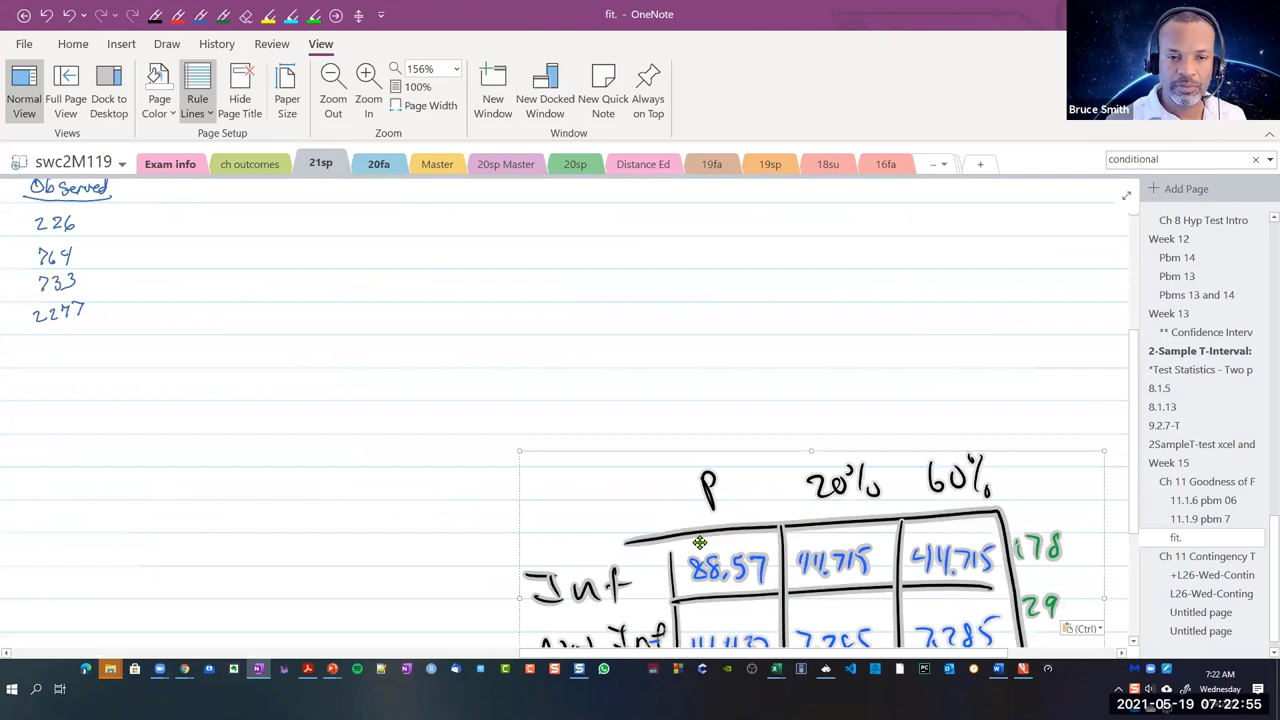 fit. - OneNote
File Home Insert Draw History Review View
Normal View
Full Page View
Dock to Desktop
Page Color
Rule Lines
Hide Page Title
Paper Size
Zoom Out
Zoom In
156%
100%
Page Width
New Window
New Docked Window
New Quick Note
Always on Top
Views Page Setup Zoom Window
Bruce Smith
swc2M119
Exam info ch outcomes 21sp 20fa Master 20sp Master 20sp Distance Ed 19fa 19sp 18su 16fa ...
conditional
Add Page
Ch 8 Hyp Test Intro
Week 12
Pbm 14
Pbm 13
Pbms 13 and 14
Week 13
** Confidence Interv
2-Sample T-Interval:
*Test Statistics - Two p
8.1.5
8.1.13
9.2.7-T
2SampleT-test xcel and
Week 15
Ch 11 Goodness of F
11.1.6 pbm 06
11.1.9 pbm 7
fit.
Ch 11 Contingency T
+L26-Wed-Contin
L26-Wed-Conting
Untitled page
Untitled page
Observed
226
764
733
2277
P 20% 60%
Inf 88.57 44.715 44.715 178
29
(Ctrl)
7:22 AM
Wednesday
2021-05-19 07:22:55